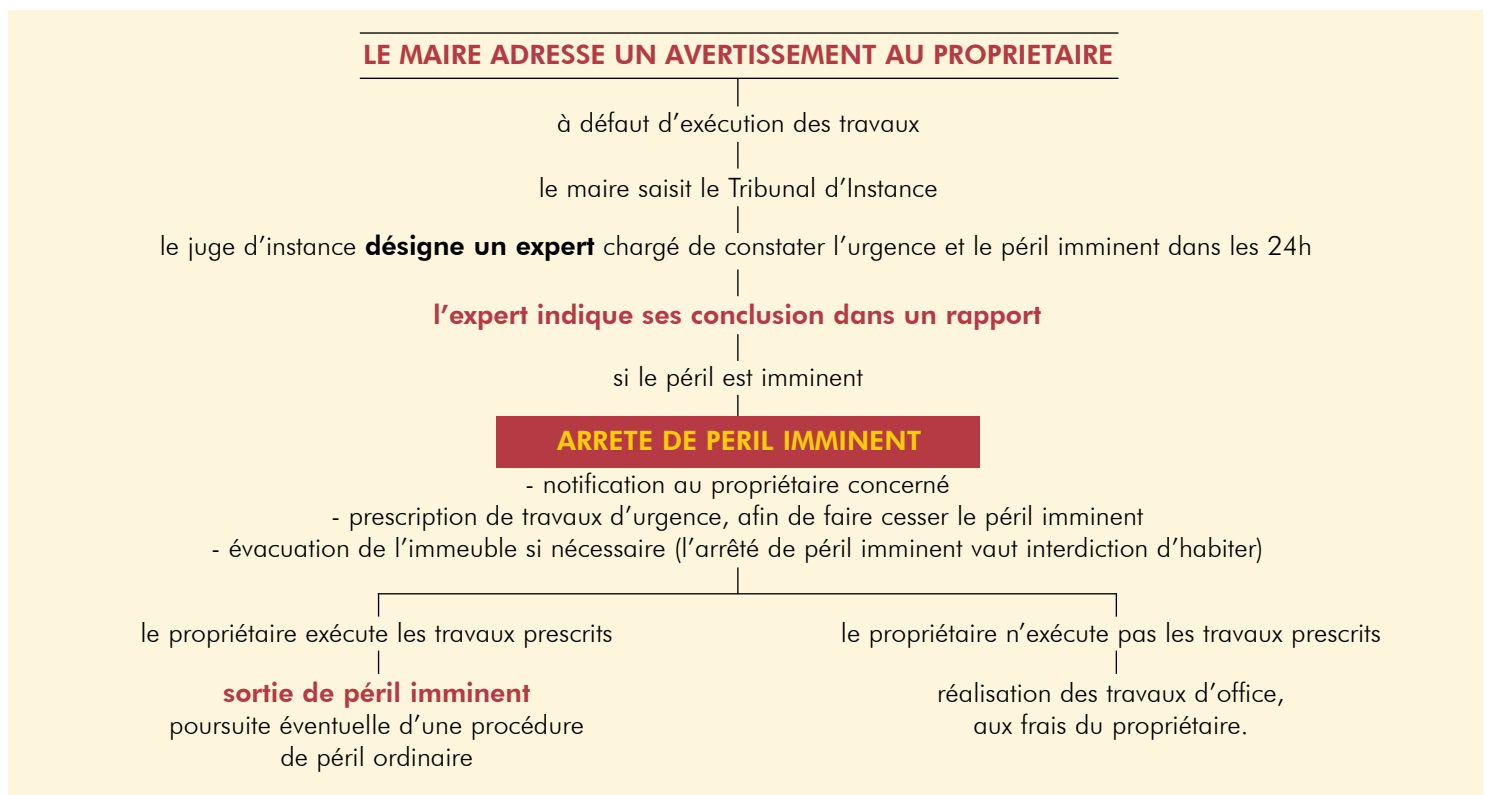 LE MAIRE ADRESSE UN AVERTISSEMENT AU PROPRIETAIRE
à défaut d’exécution des travaux
le maire saisit le Tribunal d’Instance
le juge d’instance désigne un expert chargé de constater l’urgence et le péril imminent dans les 24h
l’expert indique ses conclusion dans un rapport
si le péril est imminent
ARRETE DE PERIL IMMINENT
- notification au propriétaire concerné
- prescription de travaux d’urgence, afin de faire cesser le péril imminent
- évacuation de l’immeuble si nécessaire (l’arrêté de péril imminent vaut interdiction d’habiter)
le propriétaire exécute les travaux prescrits
sortie de péril imminent
poursuite éventuelle d’une procédure
de péril ordinaire
le propriétaire n’exécute pas les travaux prescrits
réalisation des travaux d’office,
aux frais du propriétaire.